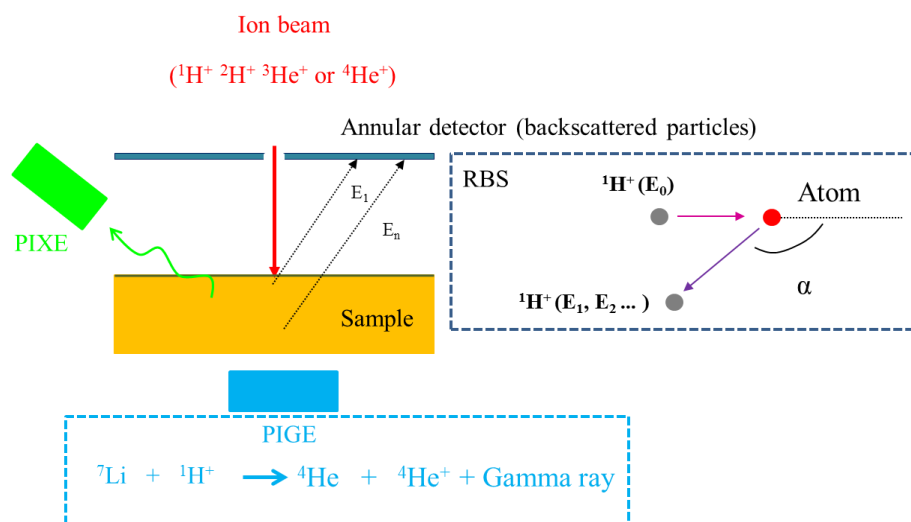 Ion beam
(¹H⁺ ²H⁺ ³He⁺ or ⁴He⁺)
Annular detector (backscattered particles)
RBS
¹H⁺(E₀)
Atom
E₁
Eₙ
PIXE
¹H⁺(E₁, E₂ ... )
α
Sample
PIGE
⁷Li + ¹H⁺ → ⁴He + ⁴He⁺ + Gamma ray